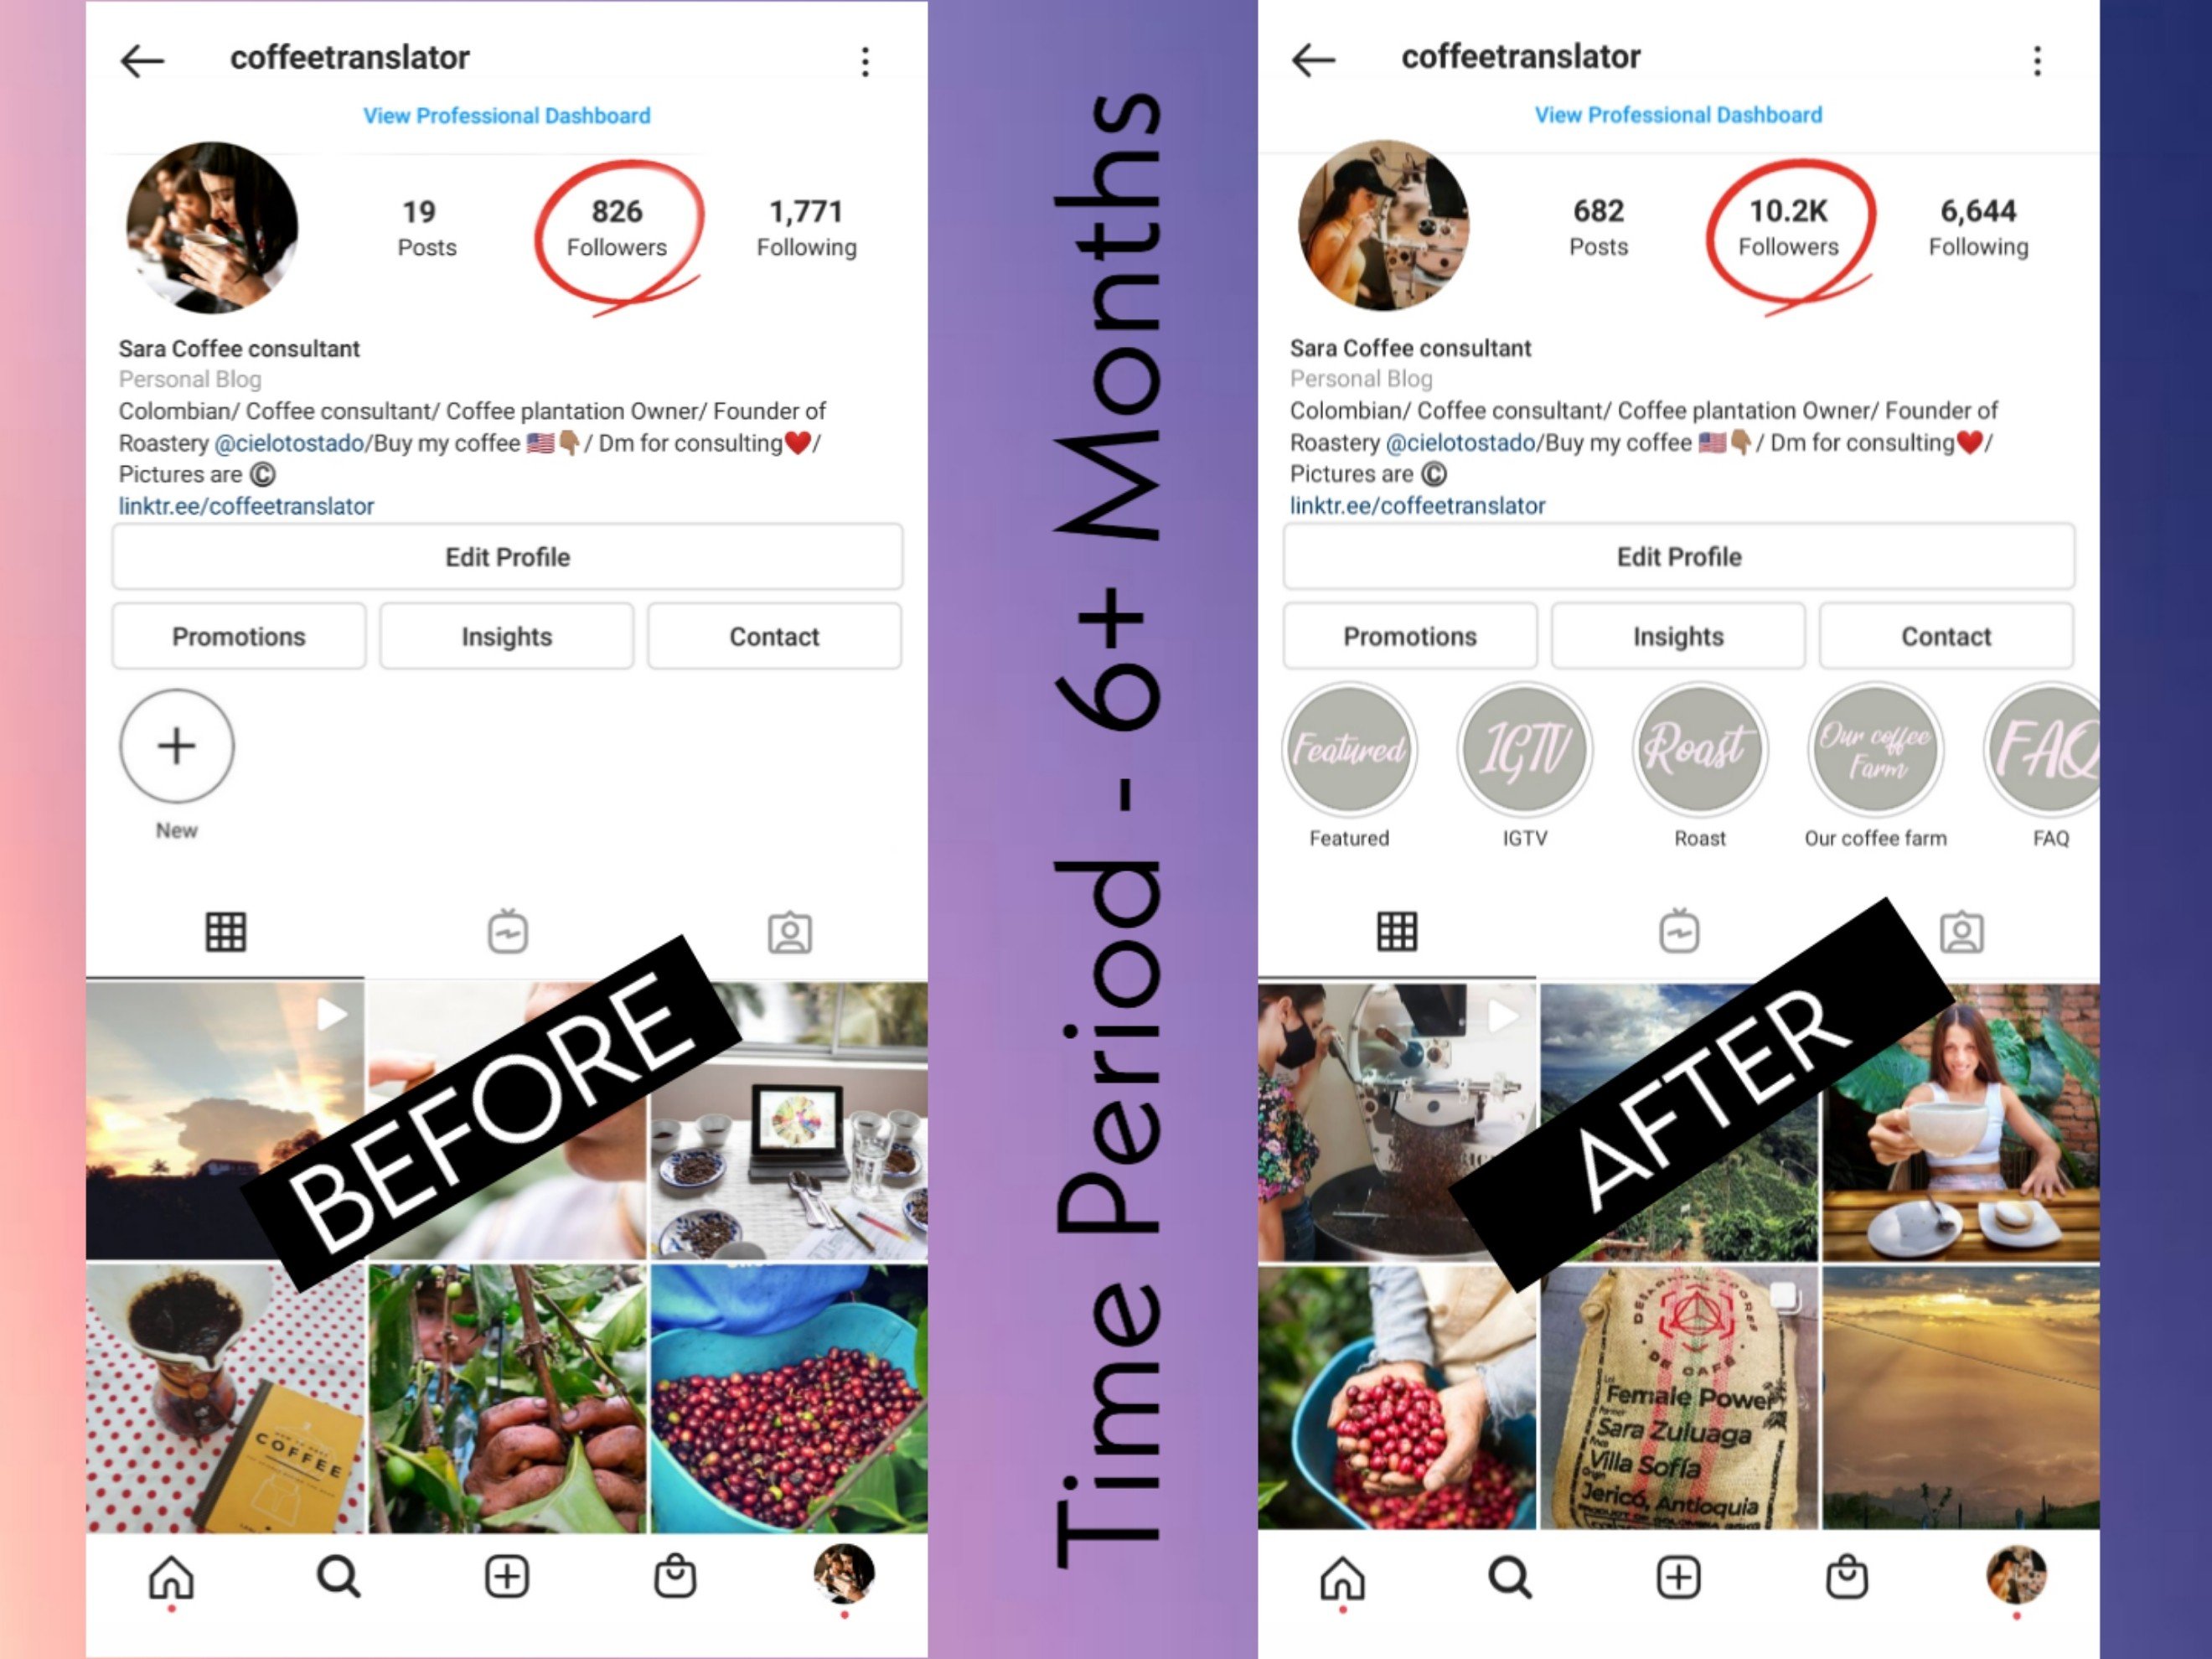 coffeetranslator
View Professional Dashboard
19
Posts
826
Followers
1,771
Following
Sara Coffee consultant
Personal Blog
Colombian/ Coffee consultant/ Coffee plantation Owner/ Founder of
Roastery @cielotostado/Buy my coffee 🇺🇸👇🏽/ Dm for consulting❤️/
Pictures are ©
linktr.ee/coffeetranslator
Edit Profile
Promotions
Insights
Contact
New
BEFORE
COFFEE
Time Period - 6+ Months
coffeetranslator
View Professional Dashboard
682
Posts
10.2K
Followers
6,644
Following
Sara Coffee consultant
Personal Blog
Colombian/ Coffee consultant/ Coffee plantation Owner/ Founder of
Roastery @cielotostado/Buy my coffee 🇺🇸👇🏽/ Dm for consulting❤️/
Pictures are ©
linktr.ee/coffeetranslator
Edit Profile
Promotions
Insights
Contact
Featured
IGTV
Roast
Our coffee
Farm
FAQ
Featured
IGTV
Roast
Our coffee farm
FAQ
AFTER
DE CAFÉ
Female Power
Sara Zuluaga
Villa Sofía
Jericó, Antioquia